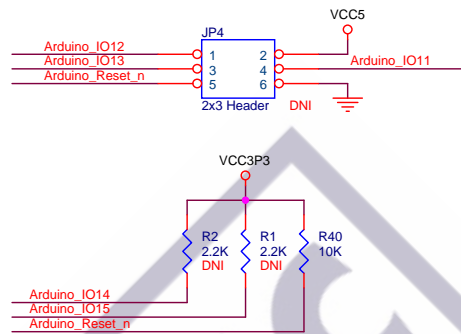 JP4
VCC5
Arduino_IO12
1
2
Arduino_IO13
3
4
Arduino_IO11
Arduino_Reset_n
5
6
2x3 Header
DNI
VCC3P3
R2
R1
R40
2.2K
2.2K
10K
DNI
DNI
Arduino_IO14
Arduino_IO15
Arduino_Reset_n